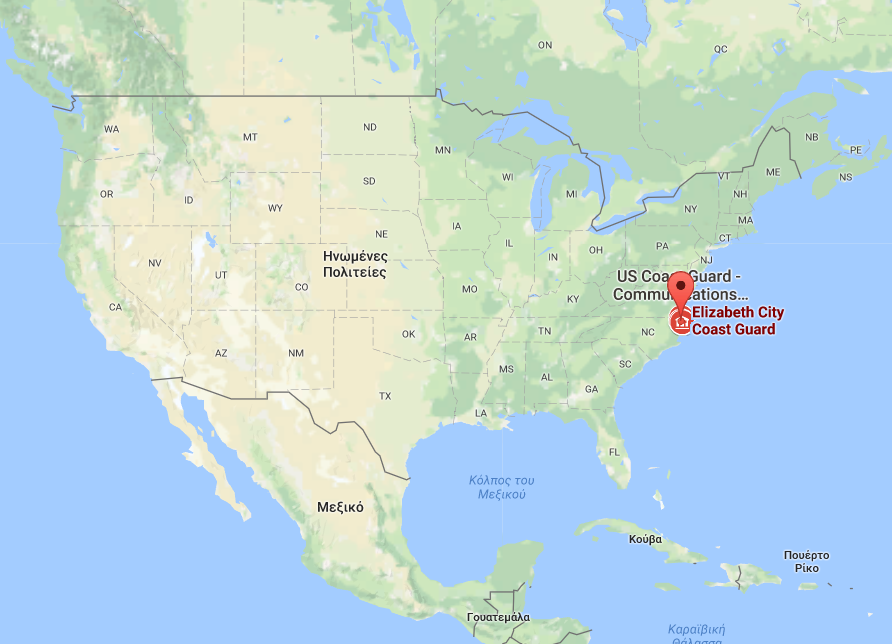 ON
QC
WA
MT
ND
MN
NB
PE
OR
ID
SD
WI
MI
VT
ME
NS
WY
NH
NY
MA
NE
IA
CT
NV
UT
IL
IN
OH
PA
NJ
Ηνωμένες
Πολιτείες
CO
MO
KY
US Coast Guard -
Communications...
CA
Elizabeth City
Coast Guard
AZ
NM
OK
AR
TN
NC
MS
AL
SC
GA
TX
LA
FL
Κόλπος του
Μεξικού
Μεξικό
Κούβα
Πουέρτο
Ρίκο
Γουατεμάλα
Καραϊβική
Θάλασσα